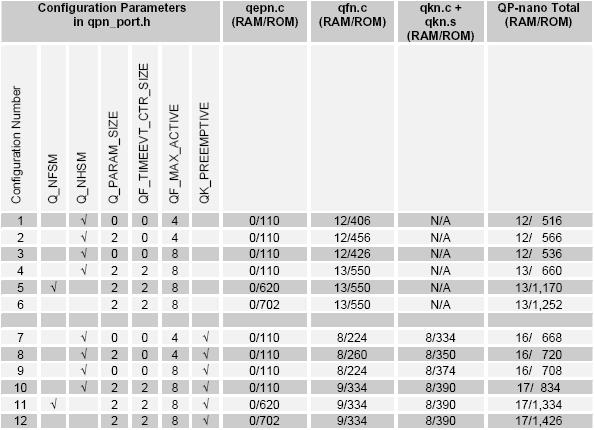 Configuration Parameters in qpn_port.h qepn.c (RAM/ROM) qfn.c (RAM/ROM) qkn.c + qkn.s (RAM/ROM) QP-nano Total (RAM/ROM)
Configuration Number Q_NFSM Q_NHSM Q_PARAM_SIZE QF_TIMEEVT_CTR_SIZE QF_MAX_ACTIVE QK_PREEMPTIVE
1 √ 0 0 4 0/110 12/406 N/A 12/ 516
2 √ 2 0 4 0/110 12/456 N/A 12/ 566
3 √ 0 0 8 0/110 12/426 N/A 12/ 536
4 √ 2 2 8 0/110 13/550 N/A 13/ 660
5 √ 2 2 8 0/620 13/550 N/A 13/1,170
6 2 2 8 0/702 13/550 N/A 13/1,252
7 √ 0 0 4 √ 0/110 8/224 8/334 16/ 668
8 √ 2 2 4 √ 0/110 8/260 8/350 16/ 720
9 √ 0 0 8 √ 0/110 8/224 8/374 16/ 708
10 √ 2 2 8 √ 0/110 9/334 8/390 17/ 834
11 √ 2 2 8 √ 0/620 9/334 8/390 17/1,334
12 2 2 8 √ 0/702 9/334 8/390 17/1,426